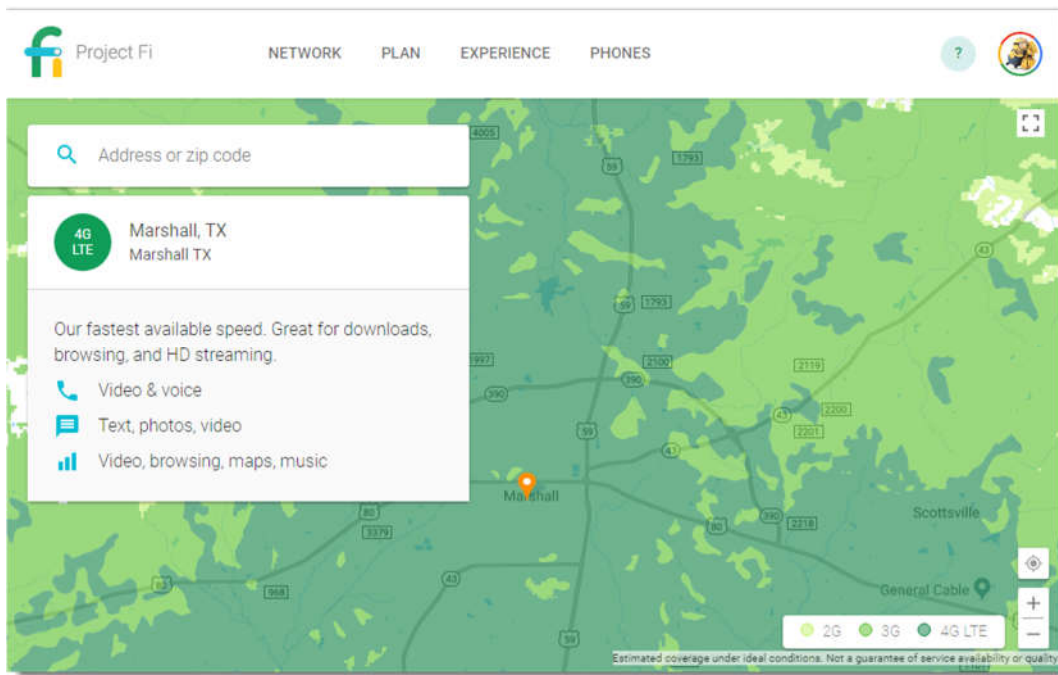 Project Fi
NETWORK PLAN EXPERIENCE PHONES
?
Address or zip code
4G
LTE
Marshall, TX
Marshall TX
Our fastest available speed. Great for downloads,
browsing, and HD streaming.
Video & voice
Text, photos, video
Video, browsing, maps, music
4005
59
1793
43
59
1793
1997
2100
390
2119
390
43
2200
2201
59
43
Marshall
80
3379
80
390
2218
Scottsville
968
43
General Cable
59
+
−
2G 3G 4G LTE
Estimated coverage under ideal conditions. Not a guarantee of service availability or quality